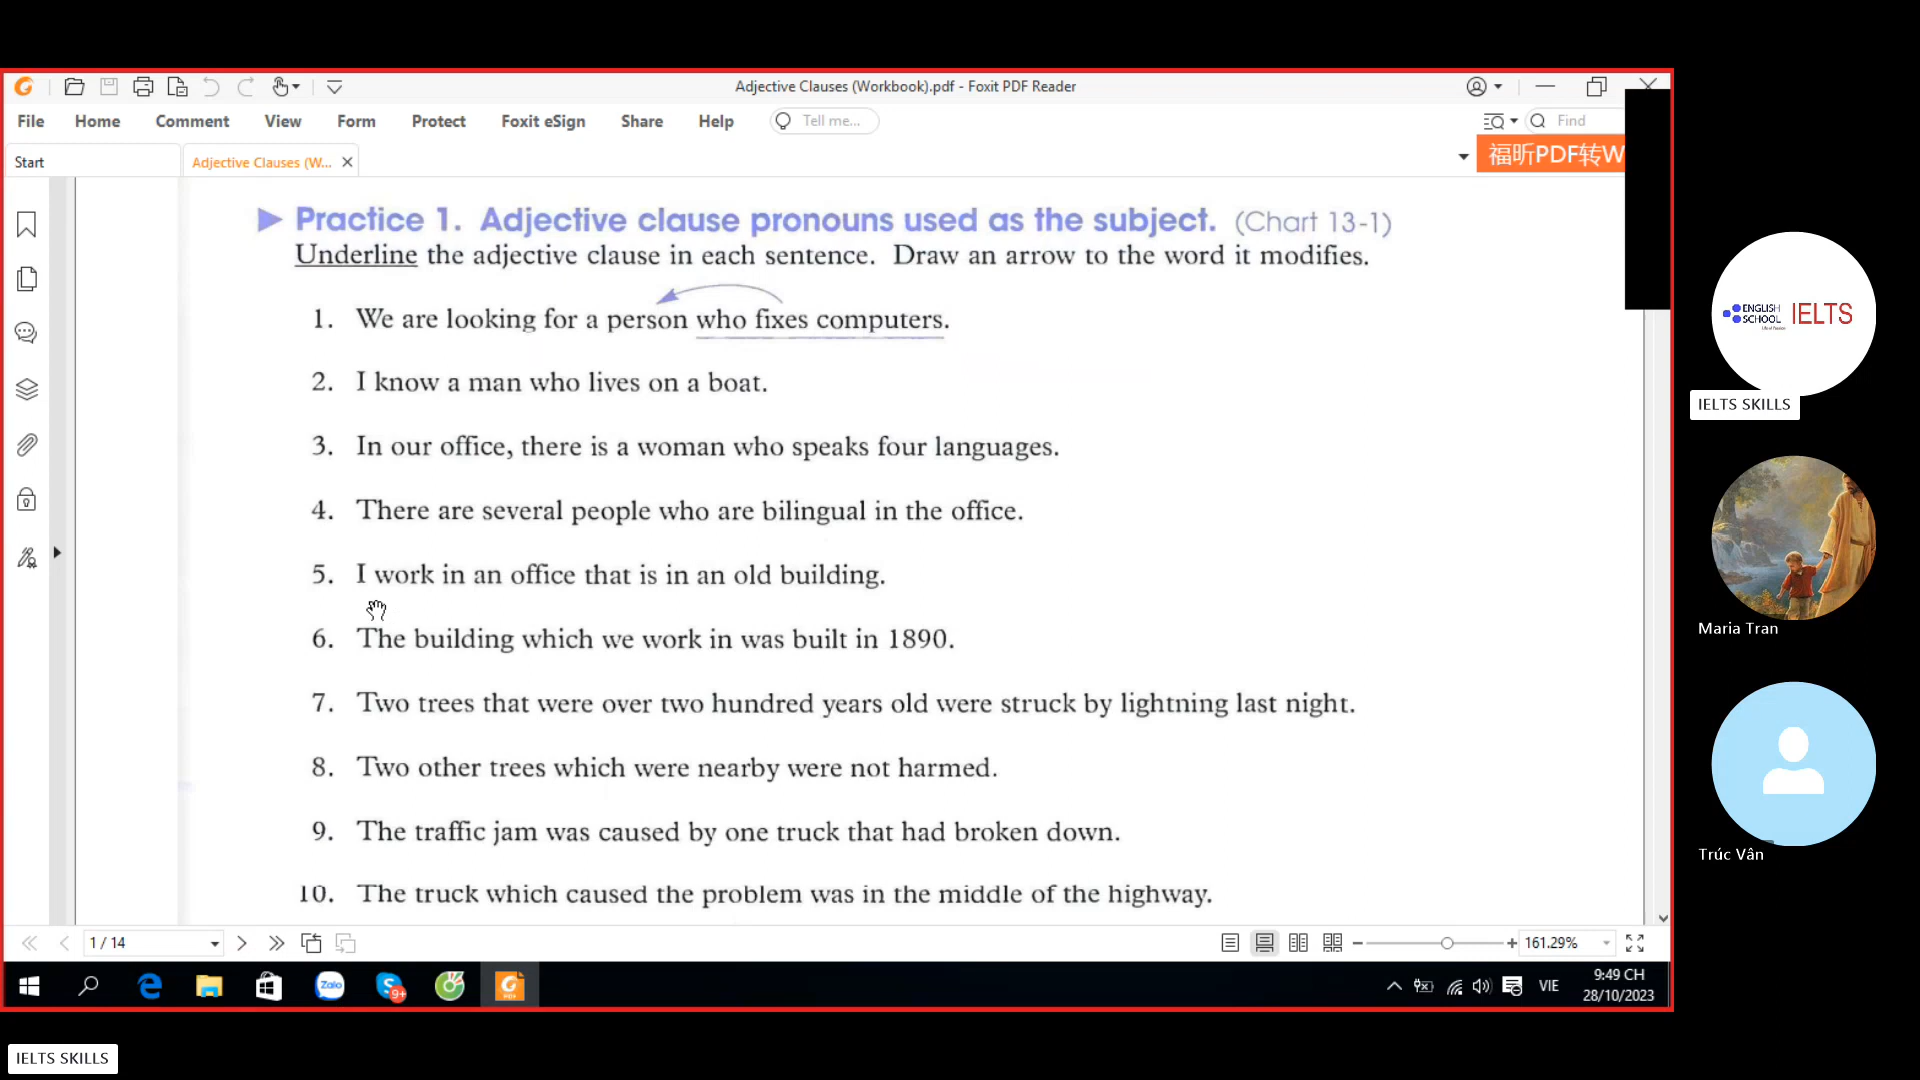 Adjective Clauses (Workbook).pdf - Foxit PDF Reader
File Home Comment View Form Protect Foxit eSign Share Help Tell me... Find
Start Adjective Clauses (W... 福昕PDF转W
Practice 1. Adjective clause pronouns used as the subject. (Chart 13-1)
Underline the adjective clause in each sentence. Draw an arrow to the word it modifies.
1. We are looking for a person who fixes computers.
2. I know a man who lives on a boat.
3. In our office, there is a woman who speaks four languages.
4. There are several people who are bilingual in the office.
5. I work in an office that is in an old building.
6. The building which we work in was built in 1890.
7. Two trees that were over two hundred years old were struck by lightning last night.
8. Two other trees which were nearby were not harmed.
9. The traffic jam was caused by one truck that had broken down.
10. The truck which caused the problem was in the middle of the highway.
1 / 14 161.29%
Zalo 9+ VIE 9:49 CH
28/10/2023
ENGLISH
SCHOOL IELTS
IELTS SKILLS
Maria Tran
Trúc Vân
IELTS SKILLS